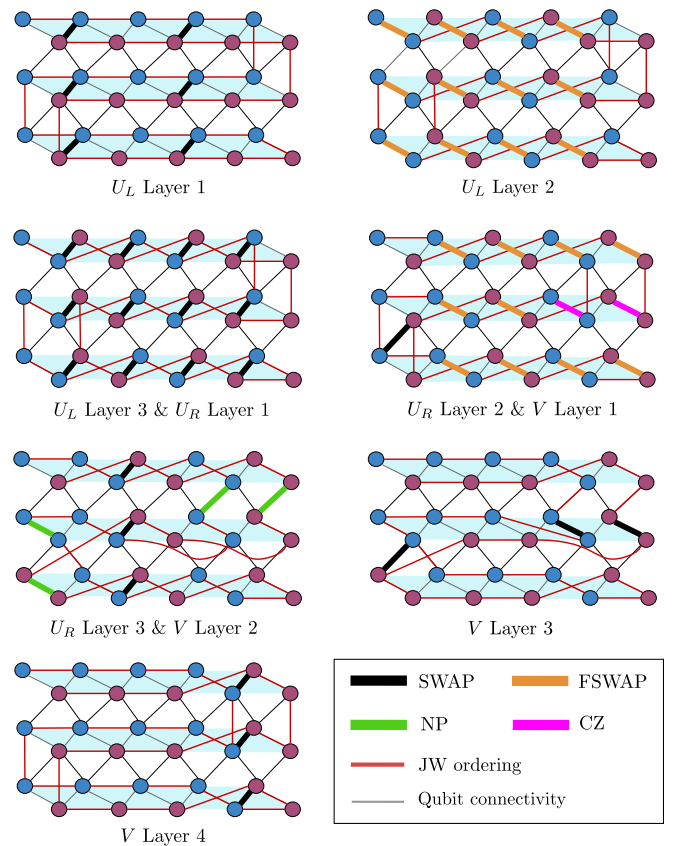 U_L Layer 1
U_L Layer 2
U_L Layer 3 & U_R Layer 1
U_R Layer 2 & V Layer 1
U_R Layer 3 & V Layer 2
V Layer 3
V Layer 4
SWAP
FSWAP
NP
CZ
JW ordering
Qubit connectivity